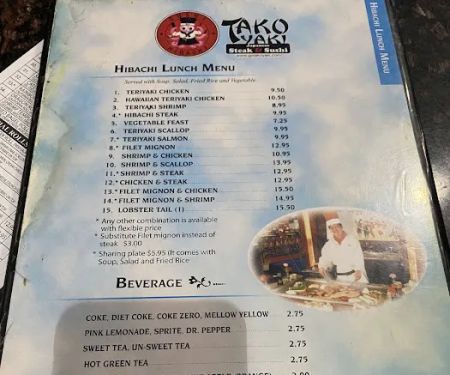 TAKO
YAKI
Japanese
Steak & Sushi
HIBACHI LUNCH MENU
HIBACHI LUNCH MENU
Served with Soup, Salad, Fried Rice and Vegetable
1. TERIYAKI CHICKEN 9.50
2. HAWAIIAN TERIYAKI CHICKEN 10.50
3. TERIYAKI SHRIMP 8.95
4.* HIBACHI STEAK 9.95
5. VEGETABLE FEAST 7.25
6. TERIYAKI SCALLOP 9.95
7.* TERIYAKI SALMON 9.95
8.* FILET MIGNON 12.95
9. SHRIMP & CHICKEN 10.95
10. SHRIMP & SCALLOP 13.95
11.* SHRIMP & STEAK 12.95
12.* CHICKEN & STEAK 12.95
13.* FILET MIGNON & CHICKEN 15.50
14.* FILET MIGNON & SHRIMP 14.95
15. LOBSTER TAIL (1) 15.50
* Any other combination is available
with flexible price
* Substitute Filet mignon instead of
steak $3.00
* Sharing plate $5.95 (It comes with
Soup, Salad and Fried Rice)
BEVERAGE
COKE, DIET COKE, COKE ZERO, MELLOW YELLOW 2.75
PINK LEMONADE, SPRITE, DR. PEPPER 2.75
SWEET TEA, UN-SWEET TEA 2.75
HOT GREEN TEA 2.75